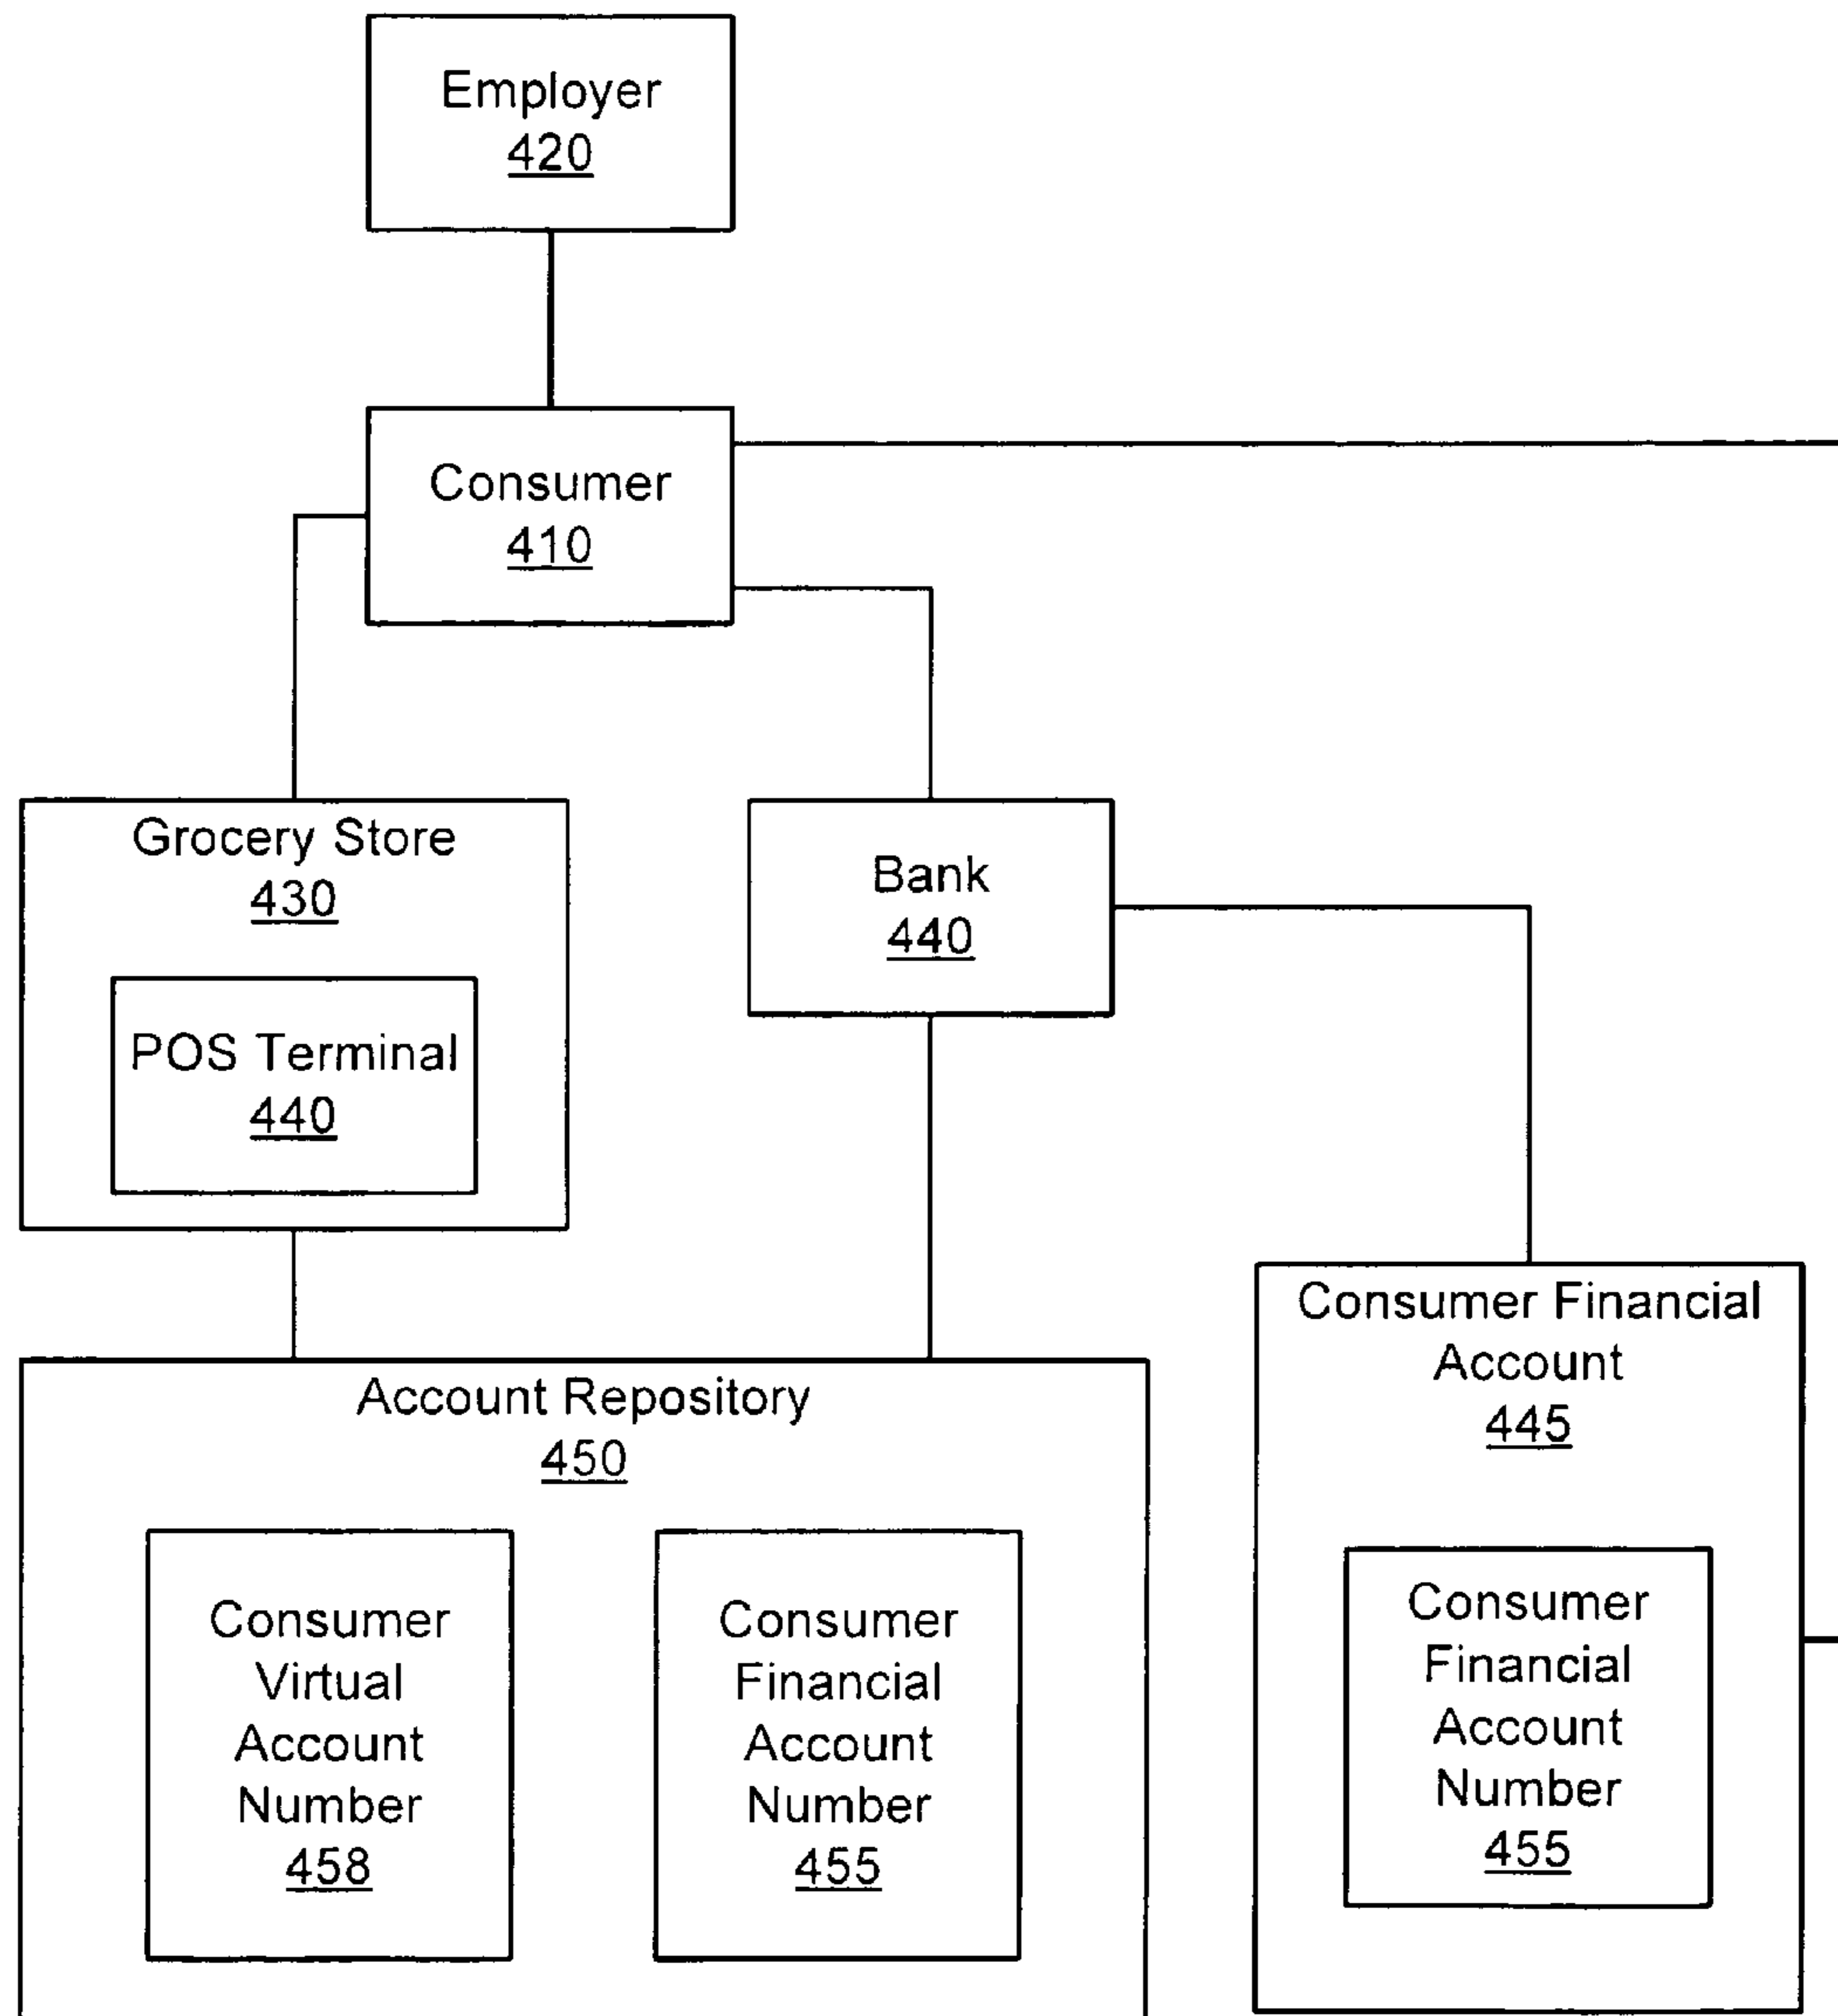 Employer
420
Consumer
410
Grocery Store
430
POS Terminal
440
Bank
440
Account Repository
450
Consumer
Virtual
Account
Number
458
Consumer
Financial
Account
Number
455
Consumer Financial
Account
445
Consumer
Financial
Account
Number
455